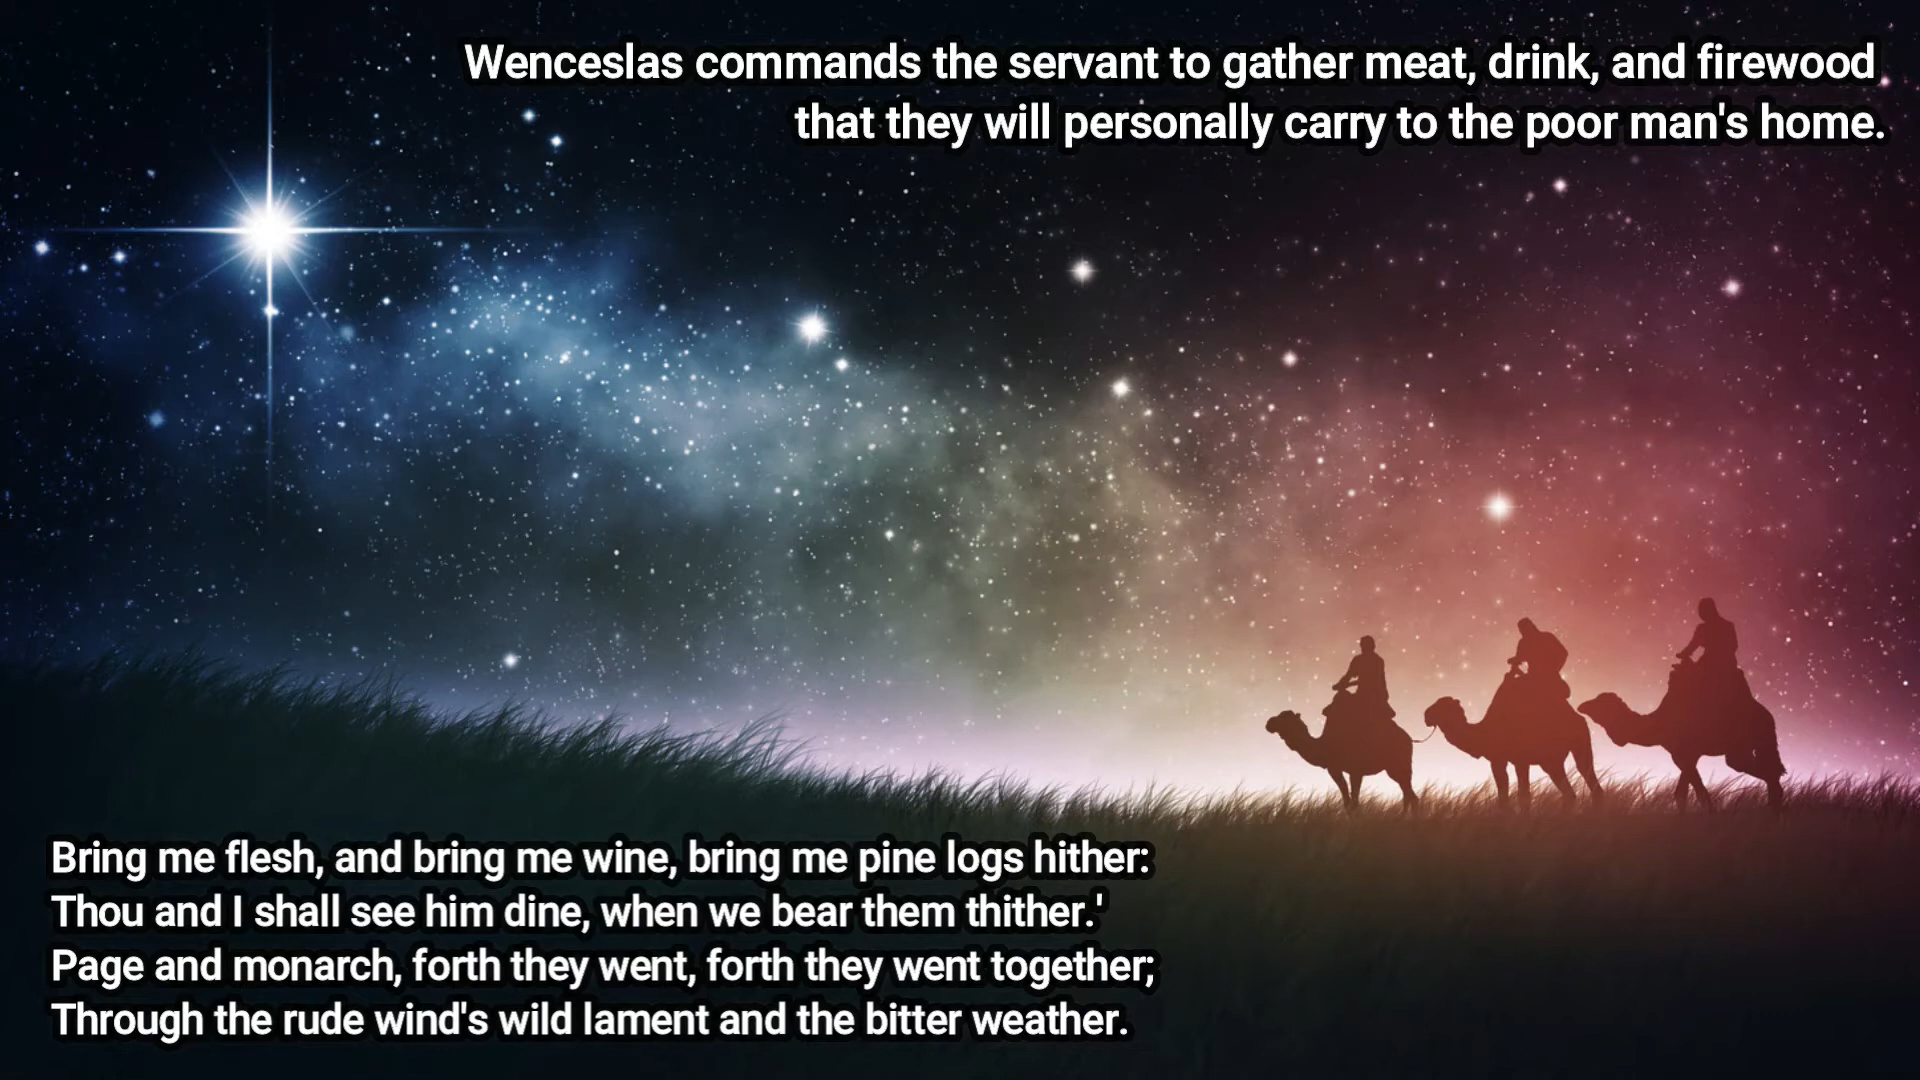 Wenceslas commands the servant to gather meat, drink, and firewood
that they will personally carry to the poor man's home.
Bring me flesh, and bring me wine, bring me pine logs hither:
Thou and I shall see him dine, when we bear them thither.'
Page and monarch, forth they went, forth they went together;
Through the rude wind's wild lament and the bitter weather.